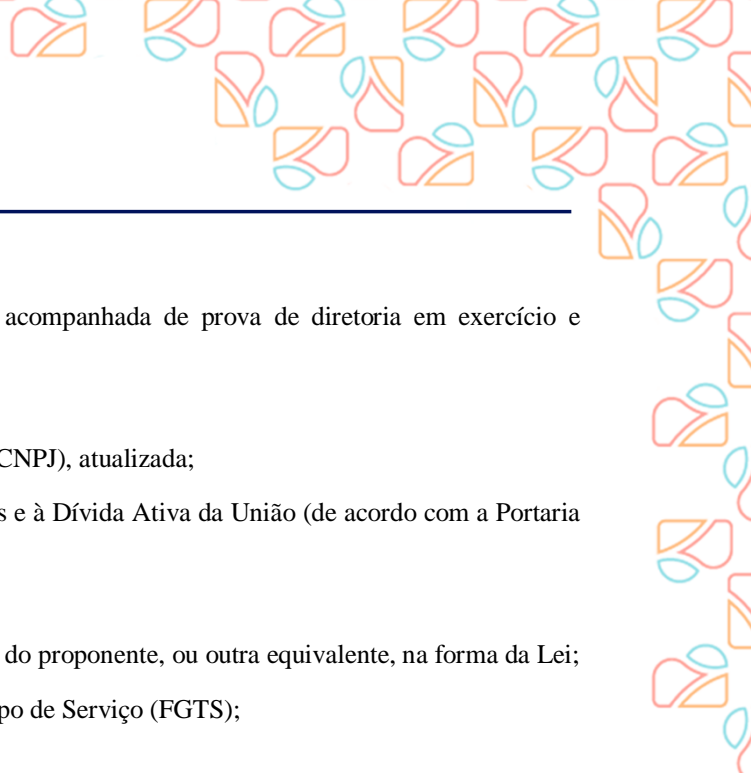 acompanhada de prova de diretoria em exercício e
CNPJ), atualizada;
s e à Dívida Ativa da União (de acordo com a Portaria
do proponente, ou outra equivalente, na forma da Lei;
po de Serviço (FGTS);